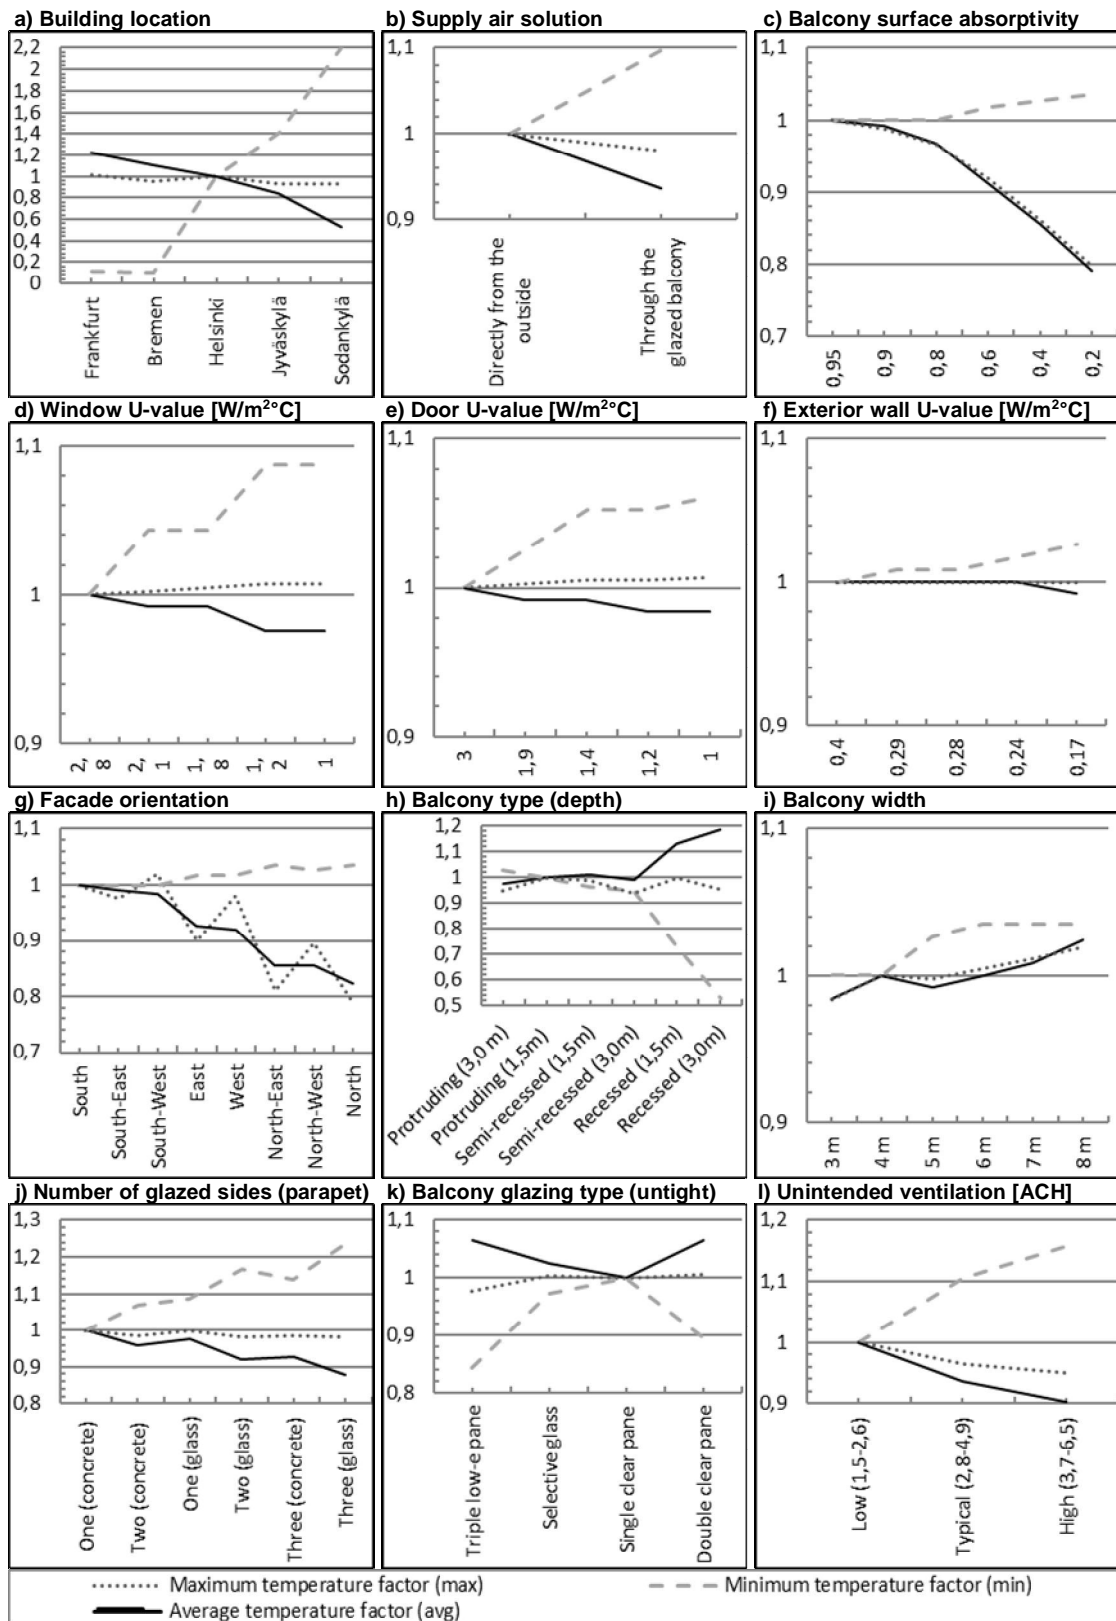 a) Building location
2,2
2
1,8
1,6
1,4
1,2
1
0,8
0,6
0,4
0,2
0
Frankfurt
Bremen
Helsinki
Jyväskylä
Sodankylä
b) Supply air solution
1,1
1
0,9
Directly from the
outside
Through the
glazed balcony
c) Balcony surface absorptivity
1,1
1
0,9
0,8
0,7
0,95
0,9
0,8
0,6
0,4
0,2
d) Window U-value [W/m²°C]
1,1
1
0,9
2,
8
2,
1
1,
8
1,
2
1
e) Door U-value [W/m²°C]
1,1
1
0,9
3
1,9
1,4
1,2
1
f) Exterior wall U-value [W/m²°C]
1,1
1
0,9
0,4
0,29
0,28
0,24
0,17
g) Facade orientation
1,1
1
0,9
0,8
0,7
South
South-East
South-West
East
West
North-East
North-West
North
h) Balcony type (depth)
1,2
1,1
1
0,9
0,8
0,7
0,6
0,5
Protruding (3,0 m)
Protruding (1,5m)
Semi-recessed (1,5m)
Semi-recessed (3,0m)
Recessed (1,5m)
Recessed (3,0m)
i) Balcony width
1,1
1
0,9
3 m
4 m
5 m
6 m
7 m
8 m
j) Number of glazed sides (parapet)
1,3
1,2
1,1
1
0,9
0,8
One (concrete)
Two (concrete)
One (glass)
Two (glass)
Three (concrete)
Three (glass)
k) Balcony glazing type (untight)
1,1
1
0,9
0,8
Triple low-e pane
Selective glass
Single clear pane
Double clear pane
l) Unintended ventilation [ACH]
1,2
1,1
1
0,9
Low (1,5-2,6)
Typical (2,8-4,9)
High (3,7-6,5)
Maximum temperature factor (max)
Minimum temperature factor (min)
Average temperature factor (avg)